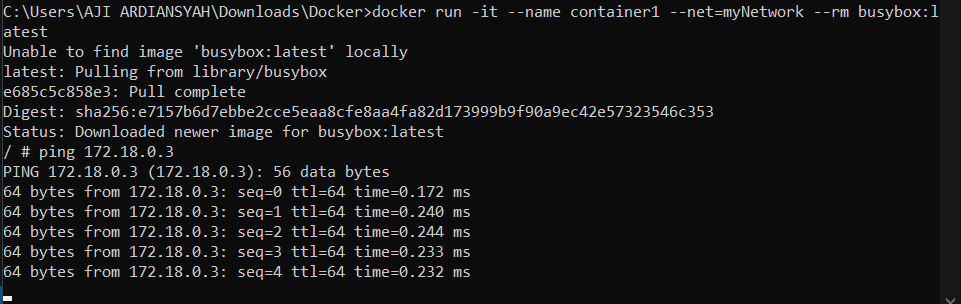 C:\Users\AJI ARDIANSYAH\Downloads\Docker>docker run -it --name container1 --net=myNetwork --rm busybox:l
atest
Unable to find image 'busybox:latest' locally
latest: Pulling from library/busybox
e685c5c858e3: Pull complete
Digest: sha256:e7157b6d7ebbe2cce5eaa8cfe8aa4fa82d173999b9f90a9ec42e57323546c353
Status: Downloaded newer image for busybox:latest
/ # ping 172.18.0.3
PING 172.18.0.3 (172.18.0.3): 56 data bytes
64 bytes from 172.18.0.3: seq=0 ttl=64 time=0.172 ms
64 bytes from 172.18.0.3: seq=1 ttl=64 time=0.240 ms
64 bytes from 172.18.0.3: seq=2 ttl=64 time=0.244 ms
64 bytes from 172.18.0.3: seq=3 ttl=64 time=0.233 ms
64 bytes from 172.18.0.3: seq=4 ttl=64 time=0.232 ms